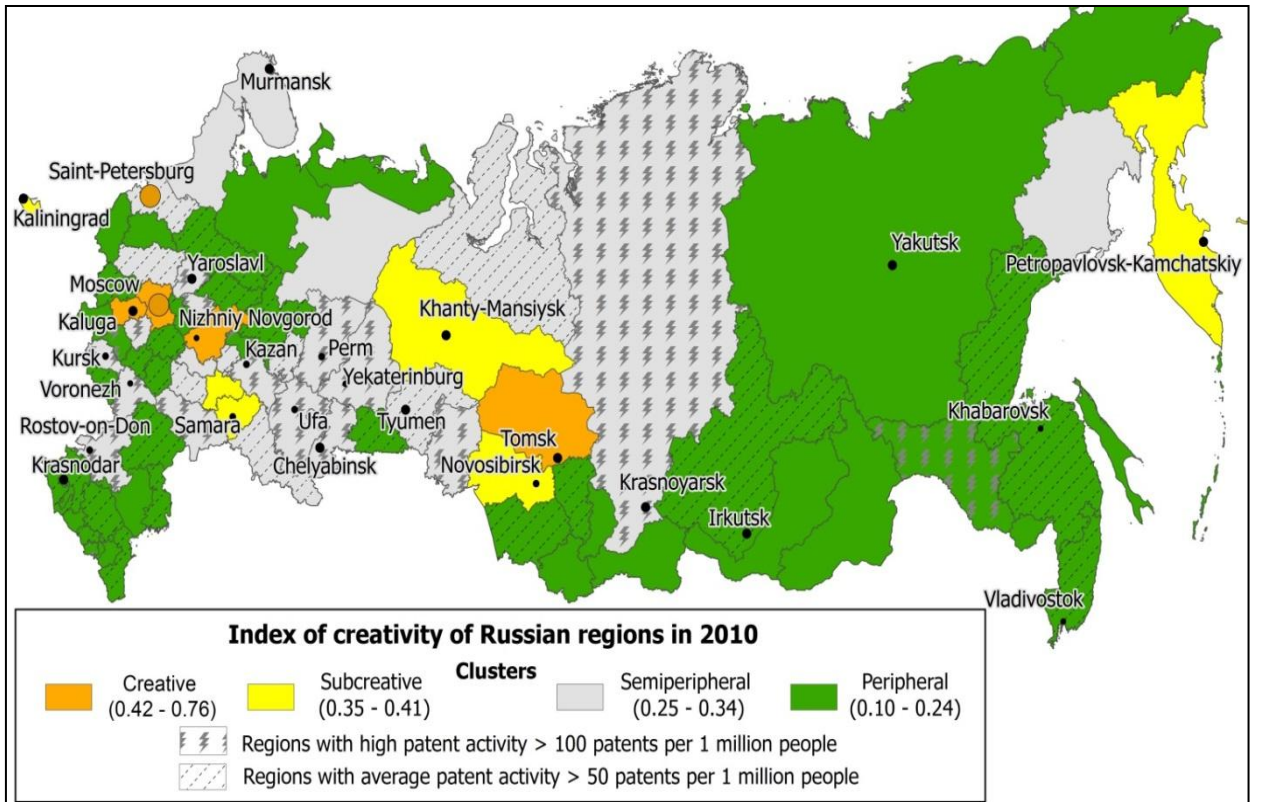 Murmansk
Saint-Petersburg
Kaliningrad
Yakutsk
Yaroslavl
Petropavlovsk-Kamchatskiy
Moscow
Khanty-Mansiysk
Kaluga
Nizhniy Novgorod
Kursk
Kazan
Perm
Voronezh
Yekaterinburg
Khabarovsk
Rostov-on-Don
Samara
Ufa
Tyumen
Tomsk
Krasnodar
Chelyabinsk
Novosibirsk
Krasnoyarsk
Irkutsk
Vladivostok
Index of creativity of Russian regions in 2010
Clusters
Creative
(0.42 - 0.76)
Subcreative
(0.35 - 0.41)
Semiperipheral
(0.25 - 0.34)
Peripheral
(0.10 - 0.24)
Regions with high patent activity > 100 patents per 1 million people
Regions with average patent activity > 50 patents per 1 million people